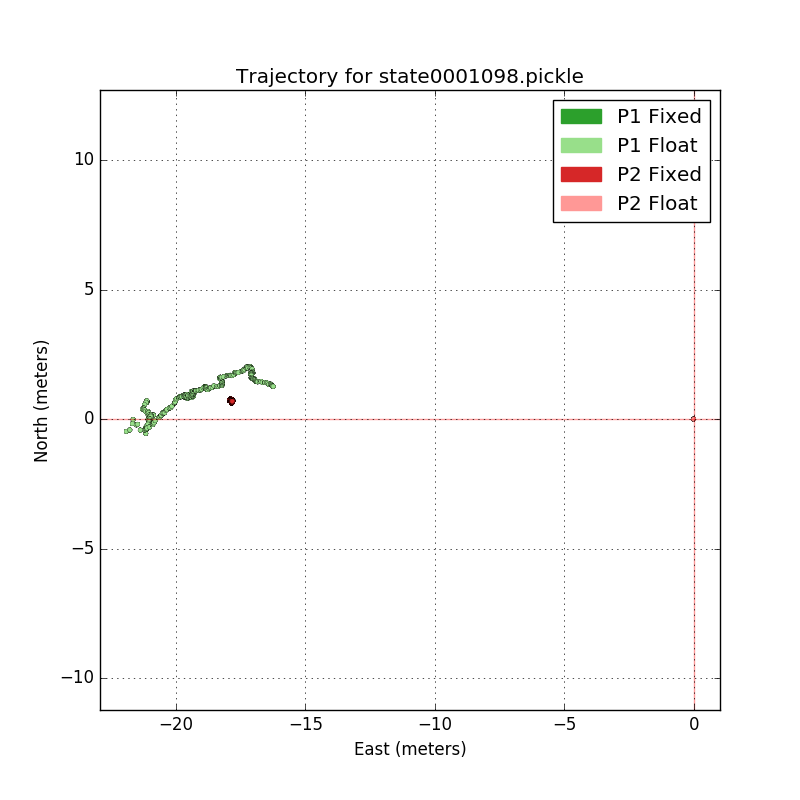 Trajectory for state0001098.pickle
P1 Fixed
P1 Float
P2 Fixed
P2 Float
10
5
0
−5
−10
North (meters)
−20
−15
−10
−5
0
East (meters)